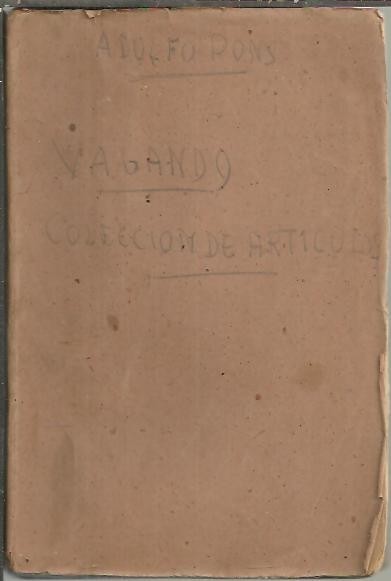 ADOLFO PONS
VAGANDO
COLECCION DE ARTICULOS